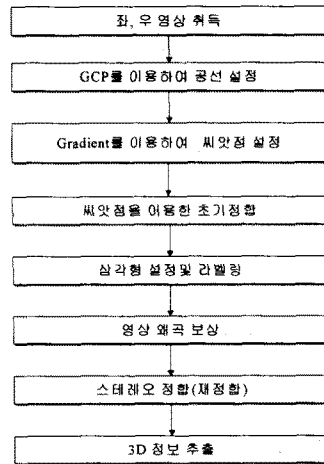 좌, 우 영상 취득
GCP를 이용하여 공선 설정
Gradient를 이용하여 씨앗점 설정
씨앗점을 이용한 초기정합
삼각형 설정및 라벨링
영상 왜곡 보상
스테레오 정합(재정합)
3D 정보 추출